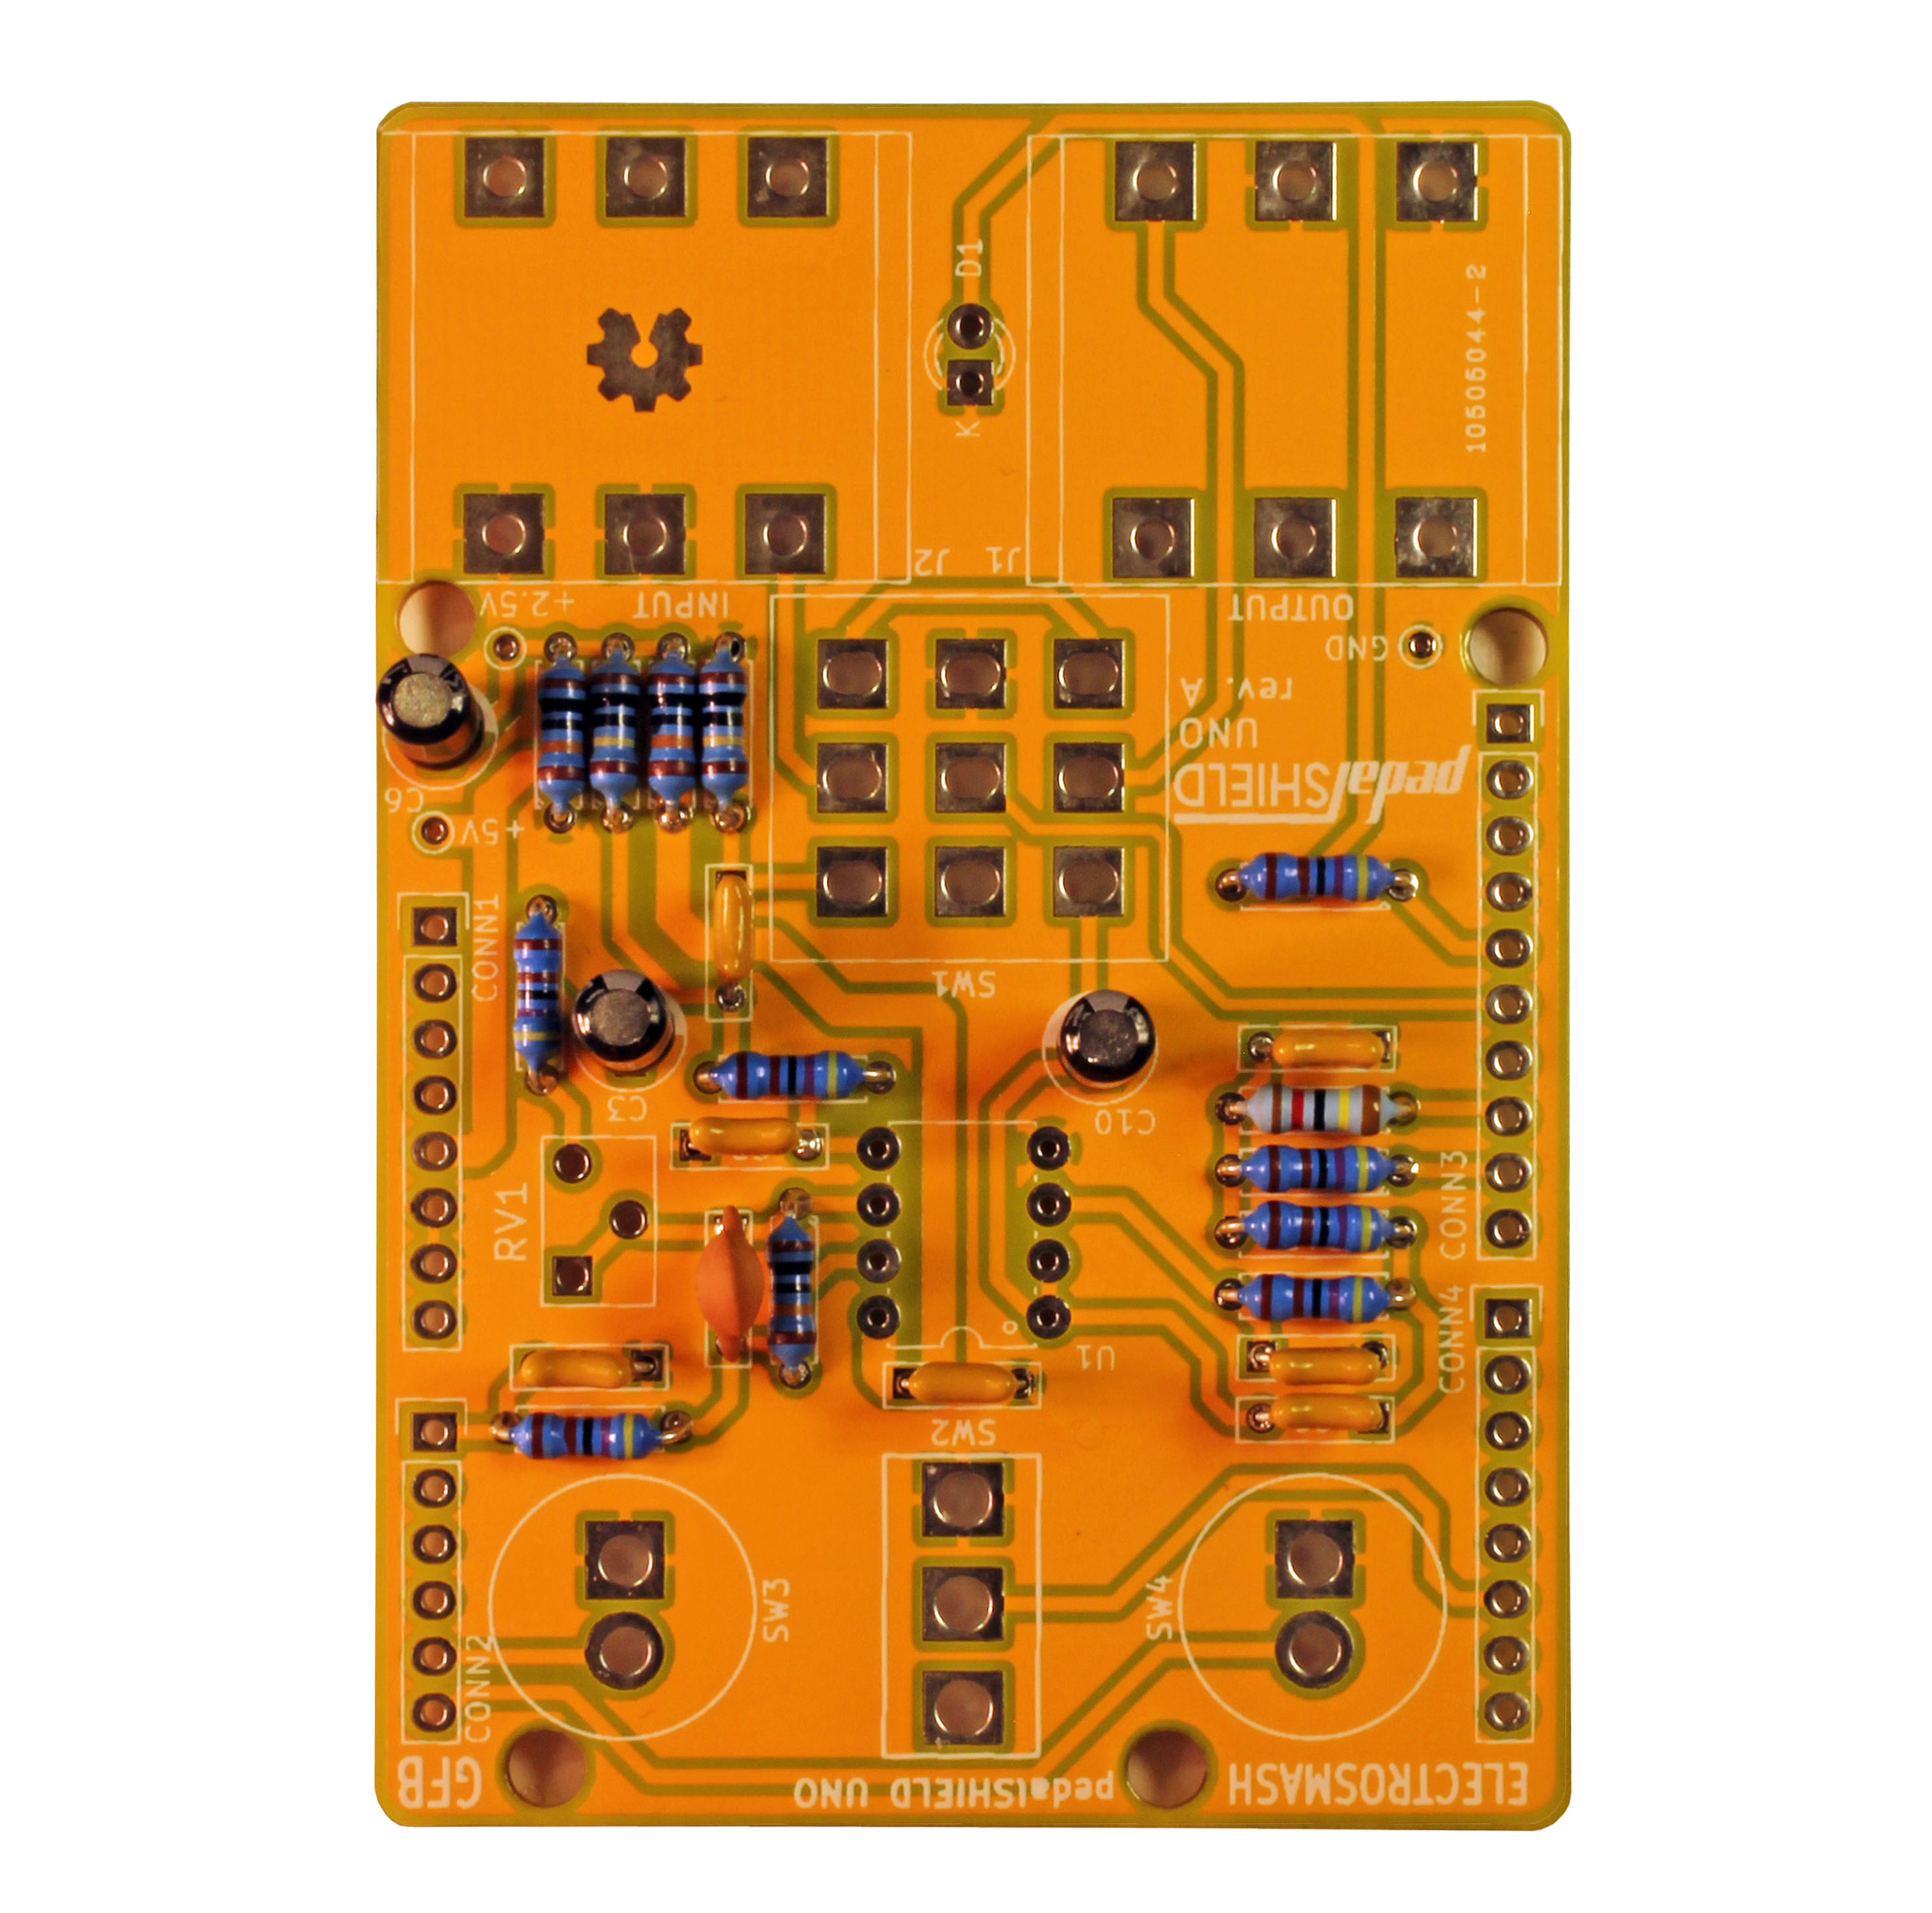 D1
K
10505044-2
J2
J1
+2.5V
INPUT
OUTPUT
GND
rev. A
UNO
pedalSHIELD
C6
+5V
CONN1
SW1
C3
C10
RV1
CONN3
U1
CONN4
SW2
SW3
SW4
CONN2
GFB
pedalSHIELD UNO
ELECTROSMASH